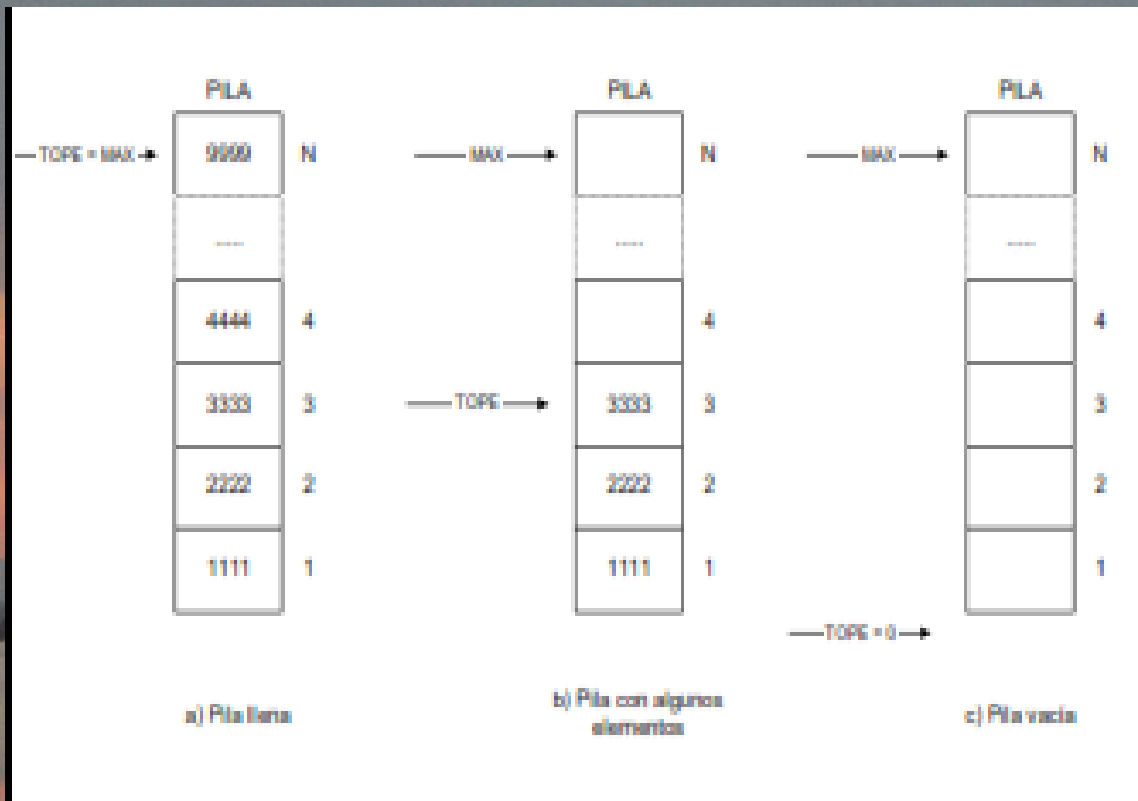 PILA
TOPE = MAX
9999
N
.....
4444
4
3333
3
2222
2
1111
1
a) Pila llena
PILA
MAX
N
.....
4
TOPE
3333
3
2222
2
1111
1
b) Pila con algunos
elementos
PILA
MAX
N
.....
4
3
2
1
TOPE = 0
c) Pila vacía